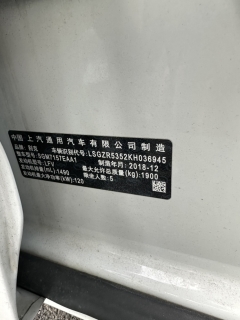 中国 上汽通用汽车有限公司 制造
品牌：别克 车辆识别代号：LSGZR5352KH036945
整车型号：SGM7157EAA1 制造年月：2018-12
发动机型号：LFV 最大允许总质量(kg)：1900
发动机排量(mL)：1490 乘坐人数：5
发动机最大净功率(kW)：120